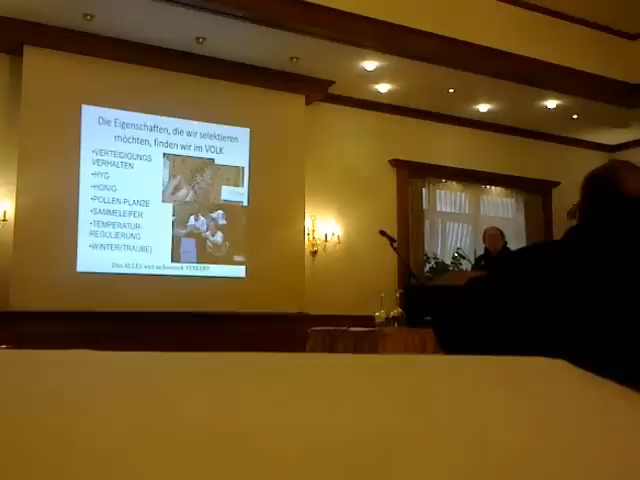 Die Eigenschaften, die wir selektieren
möchten, finden wir im VOLK
•VERTEIDIGUNGS
VERHALTEN
•HYG
•HONIG
•POLLEN-PLANZE
•SAMMELEIFER
•TEMPERATUR-
REGULIERUNG
•WINTER(TRAUBE)